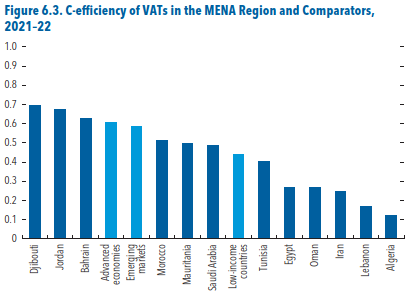 Figure 6.3. C-efficiency of VATs in the MENA Region and Comparators,
2021–22
1.0
0.9
0.8
0.7
0.6
0.5
0.4
0.3
0.2
0.1
0
Djibouti
Jordan
Bahrain
Advanced
economies
Emerging
markets
Morocco
Mauritania
Saudi Arabia
Low-income
countries
Tunisia
Egypt
Oman
Iran
Lebanon
Algeria